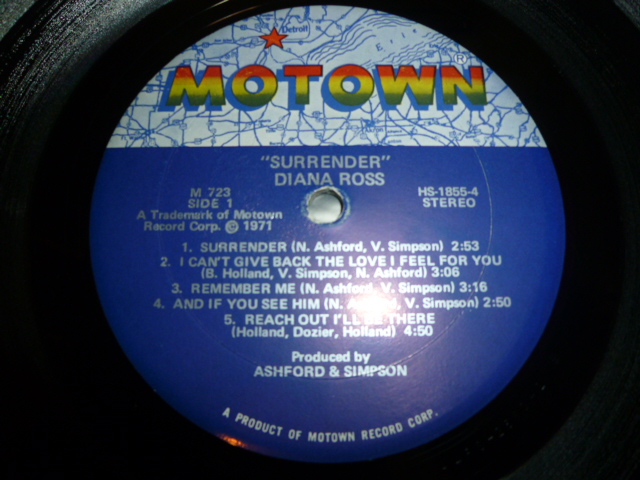 Detroit
Erie
MOTOWN®
"SURRENDER"
DIANA ROSS
M 723
SIDE 1
HS-1855-4
STEREO
A Trademark of Motown
Record Corp. © 1971
1. SURRENDER (N. Ashford, V. Simpson) 2:53
2. I CAN'T GIVE BACK THE LOVE I FEEL FOR YOU
(B. Holland, V. Simpson, N. Ashford) 3:06
3. REMEMBER ME (N. Ashford, V. Simpson) 3:16
4. AND IF YOU SEE HIM (N. Ashford, V. Simpson) 2:50
5. REACH OUT I'LL BE THERE
(Holland, Dozier, Holland) 4:50
Produced by
ASHFORD & SIMPSON
A PRODUCT OF MOTOWN RECORD CORP.